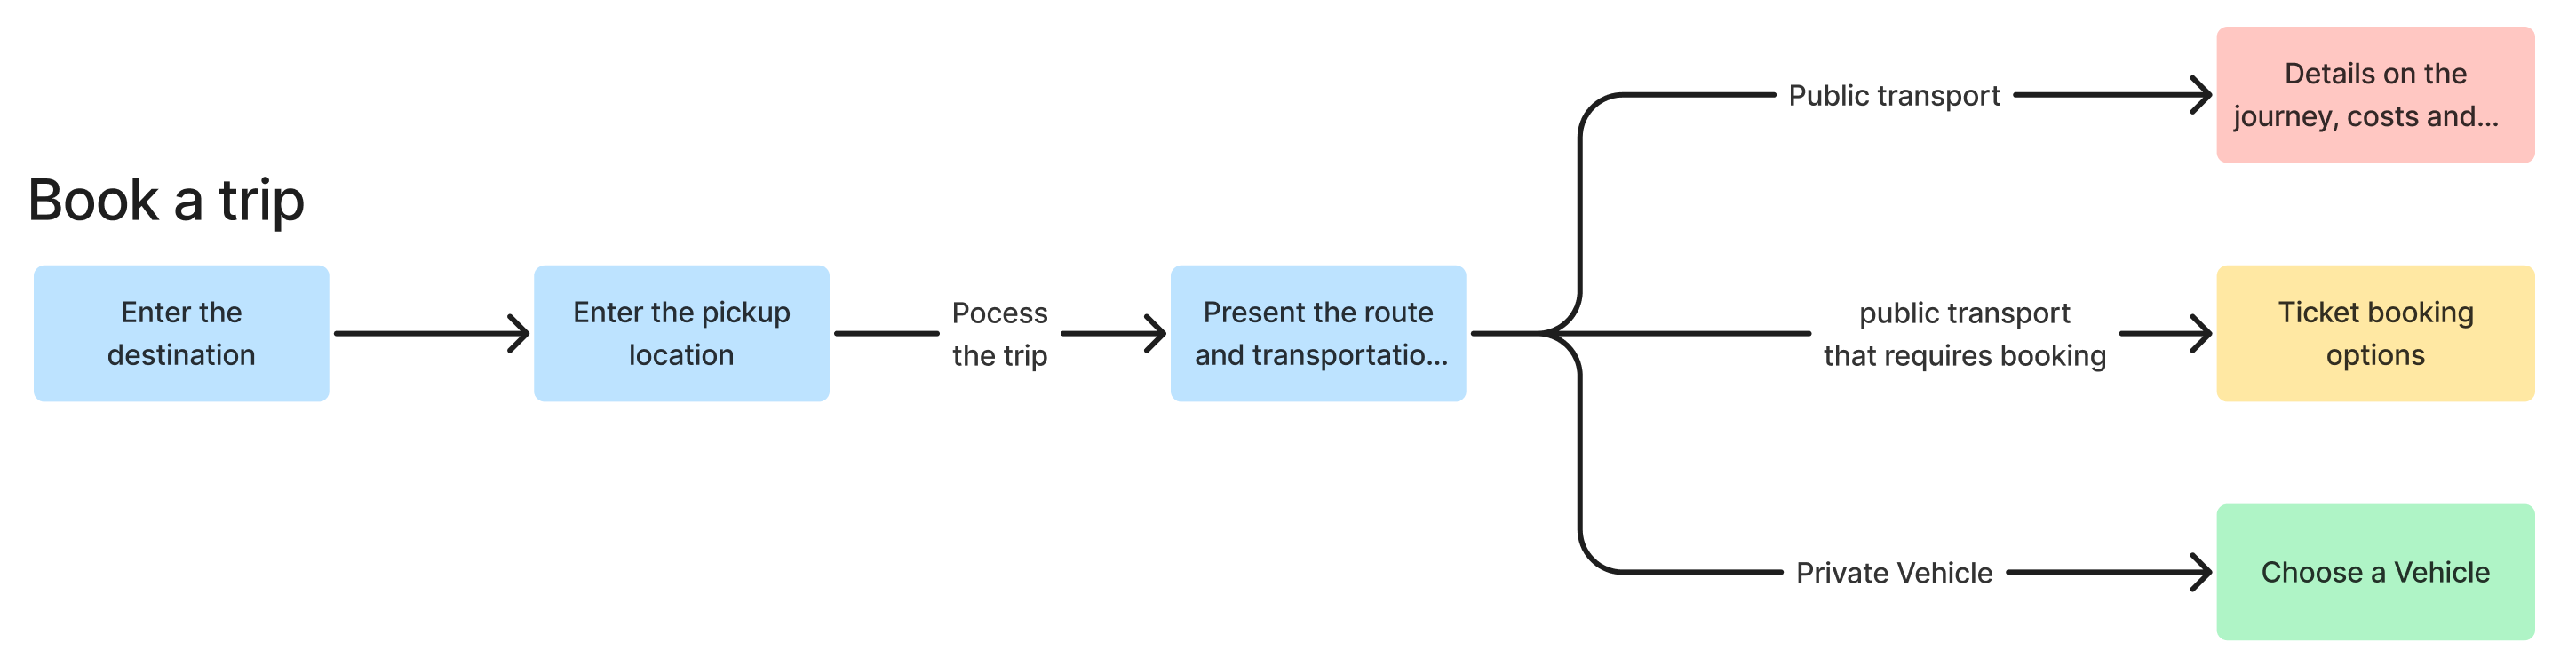 Book a trip
Enter the
destination
Enter the pickup
location
Pocess
the trip
Present the route
and transportatio...
Public transport
Details on the
journey, costs and...
public transport
that requires booking
Ticket booking
options
Private Vehicle
Choose a Vehicle